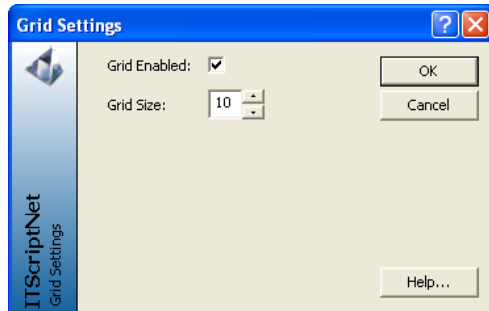 Grid Settings
Grid Enabled:
OK
Grid Size: 10
Cancel
ITScriptNet
Grid Settings
Help...